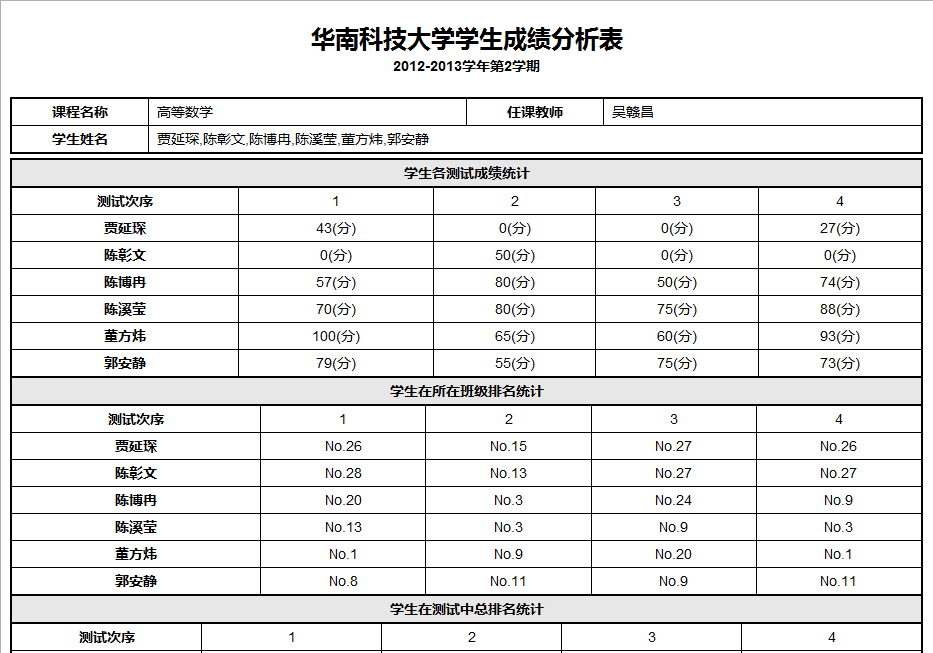 华南科技大学学生成绩分析表
2012-2013学年第2学期
课程名称 高等数学 任课教师 吴赣昌
学生姓名 贾延琛,陈彰文,陈博冉,陈溪莹,董方炜,郭安静
学生各测试成绩统计
测试次序 1 2 3 4
贾延琛 43(分) 0(分) 0(分) 27(分)
陈彰文 0(分) 50(分) 0(分) 0(分)
陈博冉 57(分) 80(分) 50(分) 74(分)
陈溪莹 70(分) 80(分) 75(分) 88(分)
董方炜 100(分) 65(分) 60(分) 93(分)
郭安静 79(分) 55(分) 75(分) 73(分)
学生在所在班级排名统计
测试次序 1 2 3 4
贾延琛 No.26 No.15 No.27 No.26
陈彰文 No.28 No.13 No.27 No.27
陈博冉 No.20 No.3 No.24 No.9
陈溪莹 No.13 No.3 No.9 No.3
董方炜 No.1 No.9 No.20 No.1
郭安静 No.8 No.11 No.9 No.11
学生在测试中总排名统计
测试次序 1 2 3 4